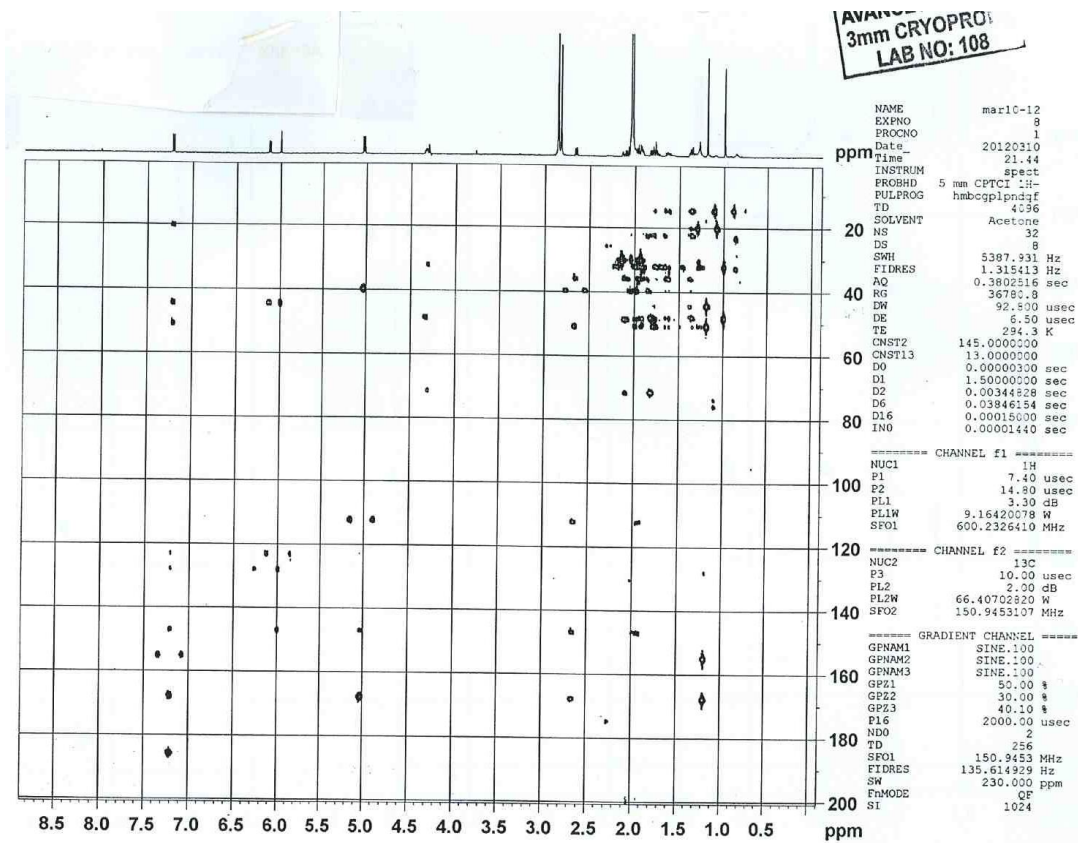 3mm CRYOPRO
LAB NO: 108
NAME mar10-12
EXPNO 8
PROCNO 1
Date_ 20120310
Time 21.44
INSTRUM spect
PROBHD 5 mm CPTCI 1H-
PULPROG hmbcgplpndqf
TD 4096
SOLVENT Acetone
NS 32
DS 8
SWH 5387.931 Hz
FIDRES 1.315413 Hz
AQ 0.3802516 sec
RG 36780.8
DW 92.800 usec
DE 6.50 usec
TE 294.3 K
CNST2 145.0000000
CNST13 13.0000000
D0 0.00000300 sec
D1 1.50000000 sec
D2 0.00344828 sec
D6 0.03846154 sec
D16 0.00015000 sec
IN0 0.00001440 sec
======== CHANNEL f1 ========
NUC1 1H
P1 7.40 usec
P2 14.80 usec
PL1 3.30 dB
PL1W 9.16420078 W
SFO1 600.2326410 MHz
======== CHANNEL f2 ========
NUC2 13C
P3 10.00 usec
PL2 2.00 dB
PL2W 66.40702820 W
SFO2 150.9453107 MHz
====== GRADIENT CHANNEL =====
GPNAM1 SINE.100
GPNAM2 SINE.100
GPNAM3 SINE.100
GPZ1 50.00 %
GPZ2 30.00 %
GPZ3 40.10 %
P16 2000.00 usec
ND0 2
TD 256
SFO1 150.9453 MHz
FIDRES 135.614929 Hz
SW 230.000 ppm
FnMODE QF
SI 1024
ppm
20
40
60
80
100
120
140
160
180
200
8.5 8.0 7.5 7.0 6.5 6.0 5.5 5.0 4.5 4.0 3.5 3.0 2.5 2.0 1.5 1.0 0.5 ppm